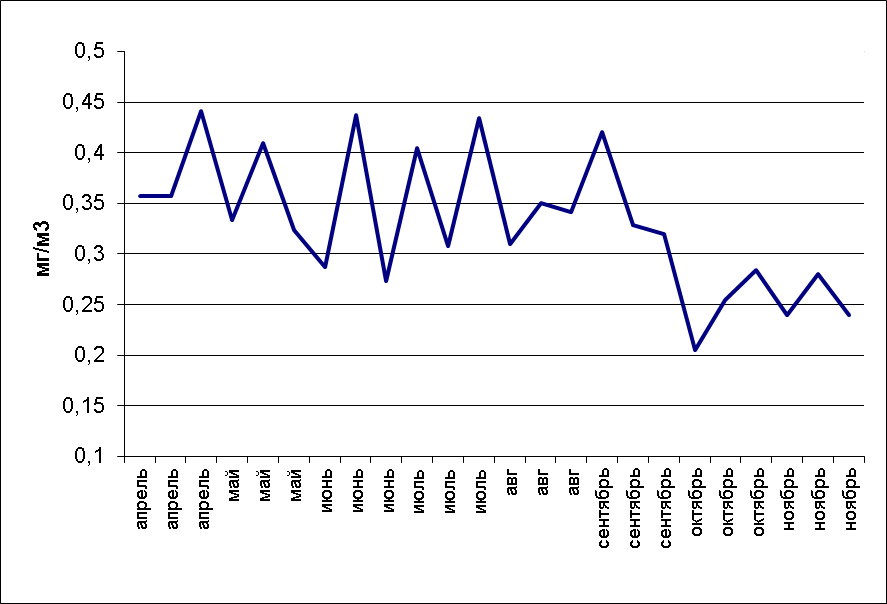 0,5
0,45
0,4
0,35
0,3
0,25
0,2
0,15
0,1
мг/м3
апрель
апрель
апрель
май
май
май
июнь
июнь
июнь
июль
июль
июль
авг
авг
авг
сентябрь
сентябрь
сентябрь
октябрь
октябрь
октябрь
ноябрь
ноябрь
ноябрь